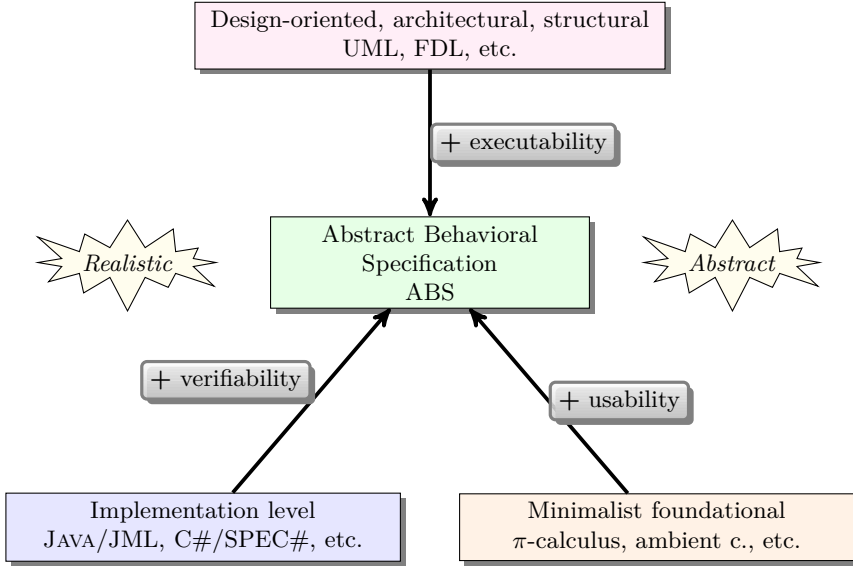 Design-oriented, architectural, structural
UML, FDL, etc.
+ executability
Realistic
Abstract Behavioral
Specification
ABS
Abstract
+ verifiability
+ usability
Implementation level
JAVA/JML, C#/SPEC#, etc.
Minimalist foundational
π-calculus, ambient c., etc.